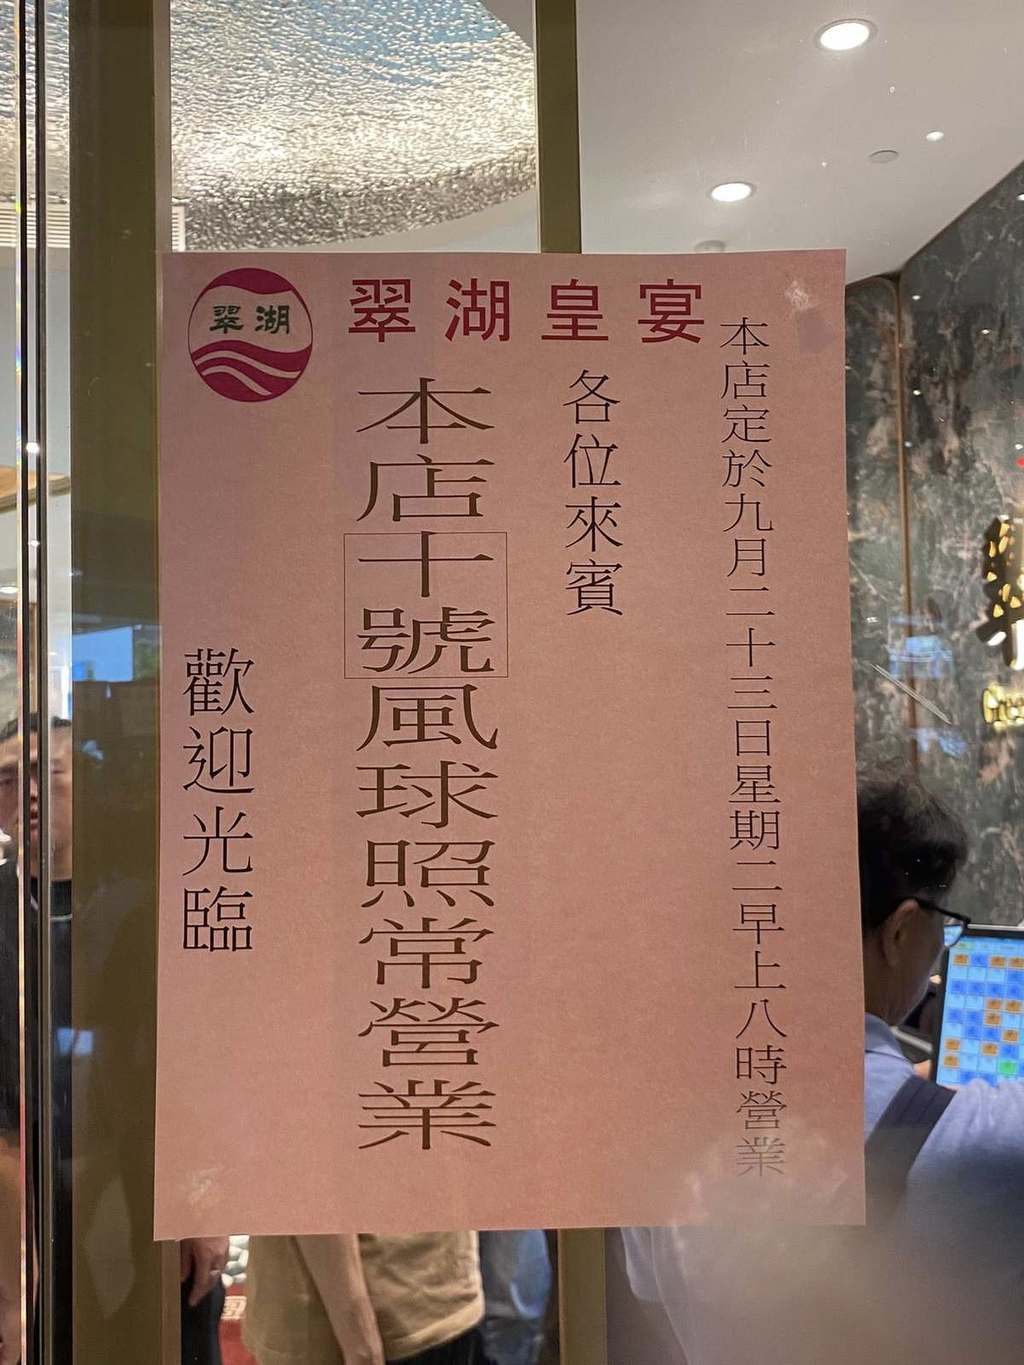 翠湖
翠湖皇宴
本店定於九月二十三日星期二早上八時營業
各位來賓
本店十號風球照常營業
歡迎光臨